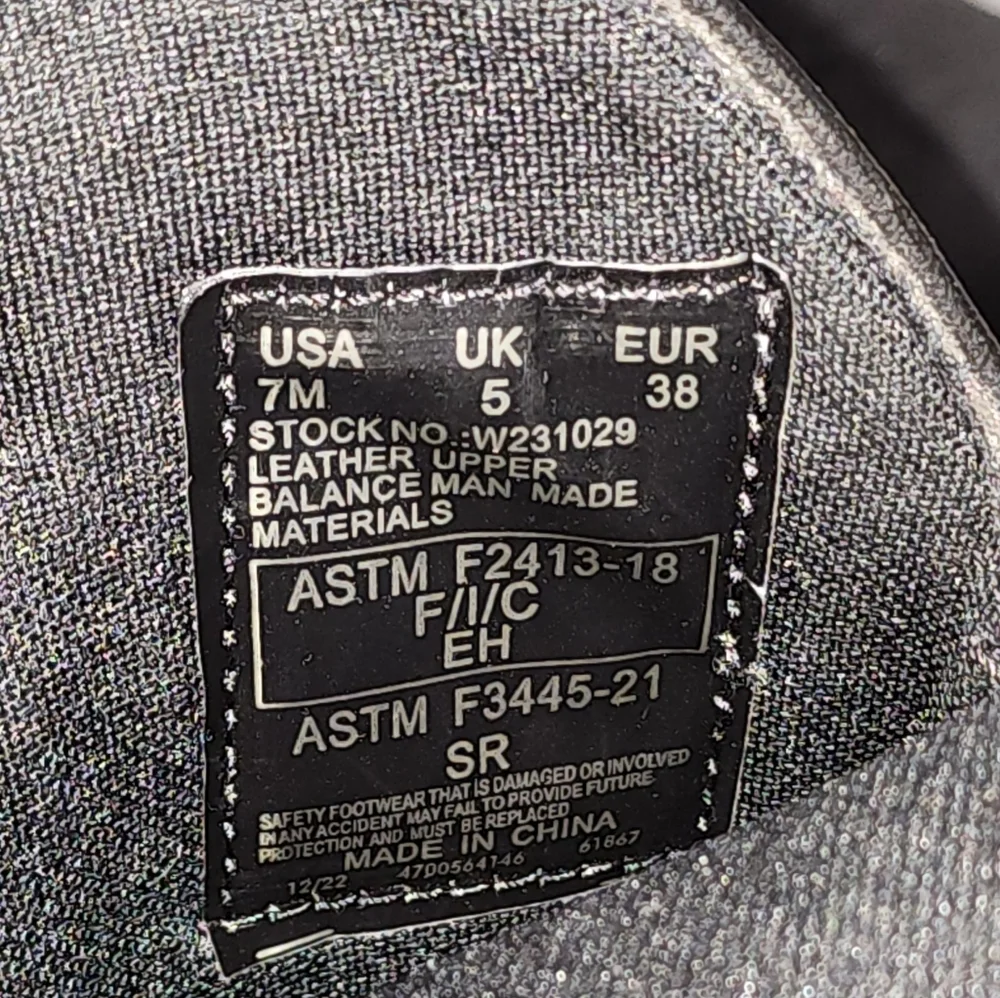 USA UK EUR
7M 5 38
STOCK NO.:W231029
LEATHER UPPER
BALANCE MAN MADE
MATERIALS
ASTM F2413-18
F/I/C
EH
ASTM F3445-21
SR
SAFETY FOOTWEAR THAT IS DAMAGED OR INVOLVED
IN ANY ACCIDENT MAY FAIL TO PROVIDE FUTURE
PROTECTION AND MUST BE REPLACED
MADE IN CHINA
12/22 4700564146 61867